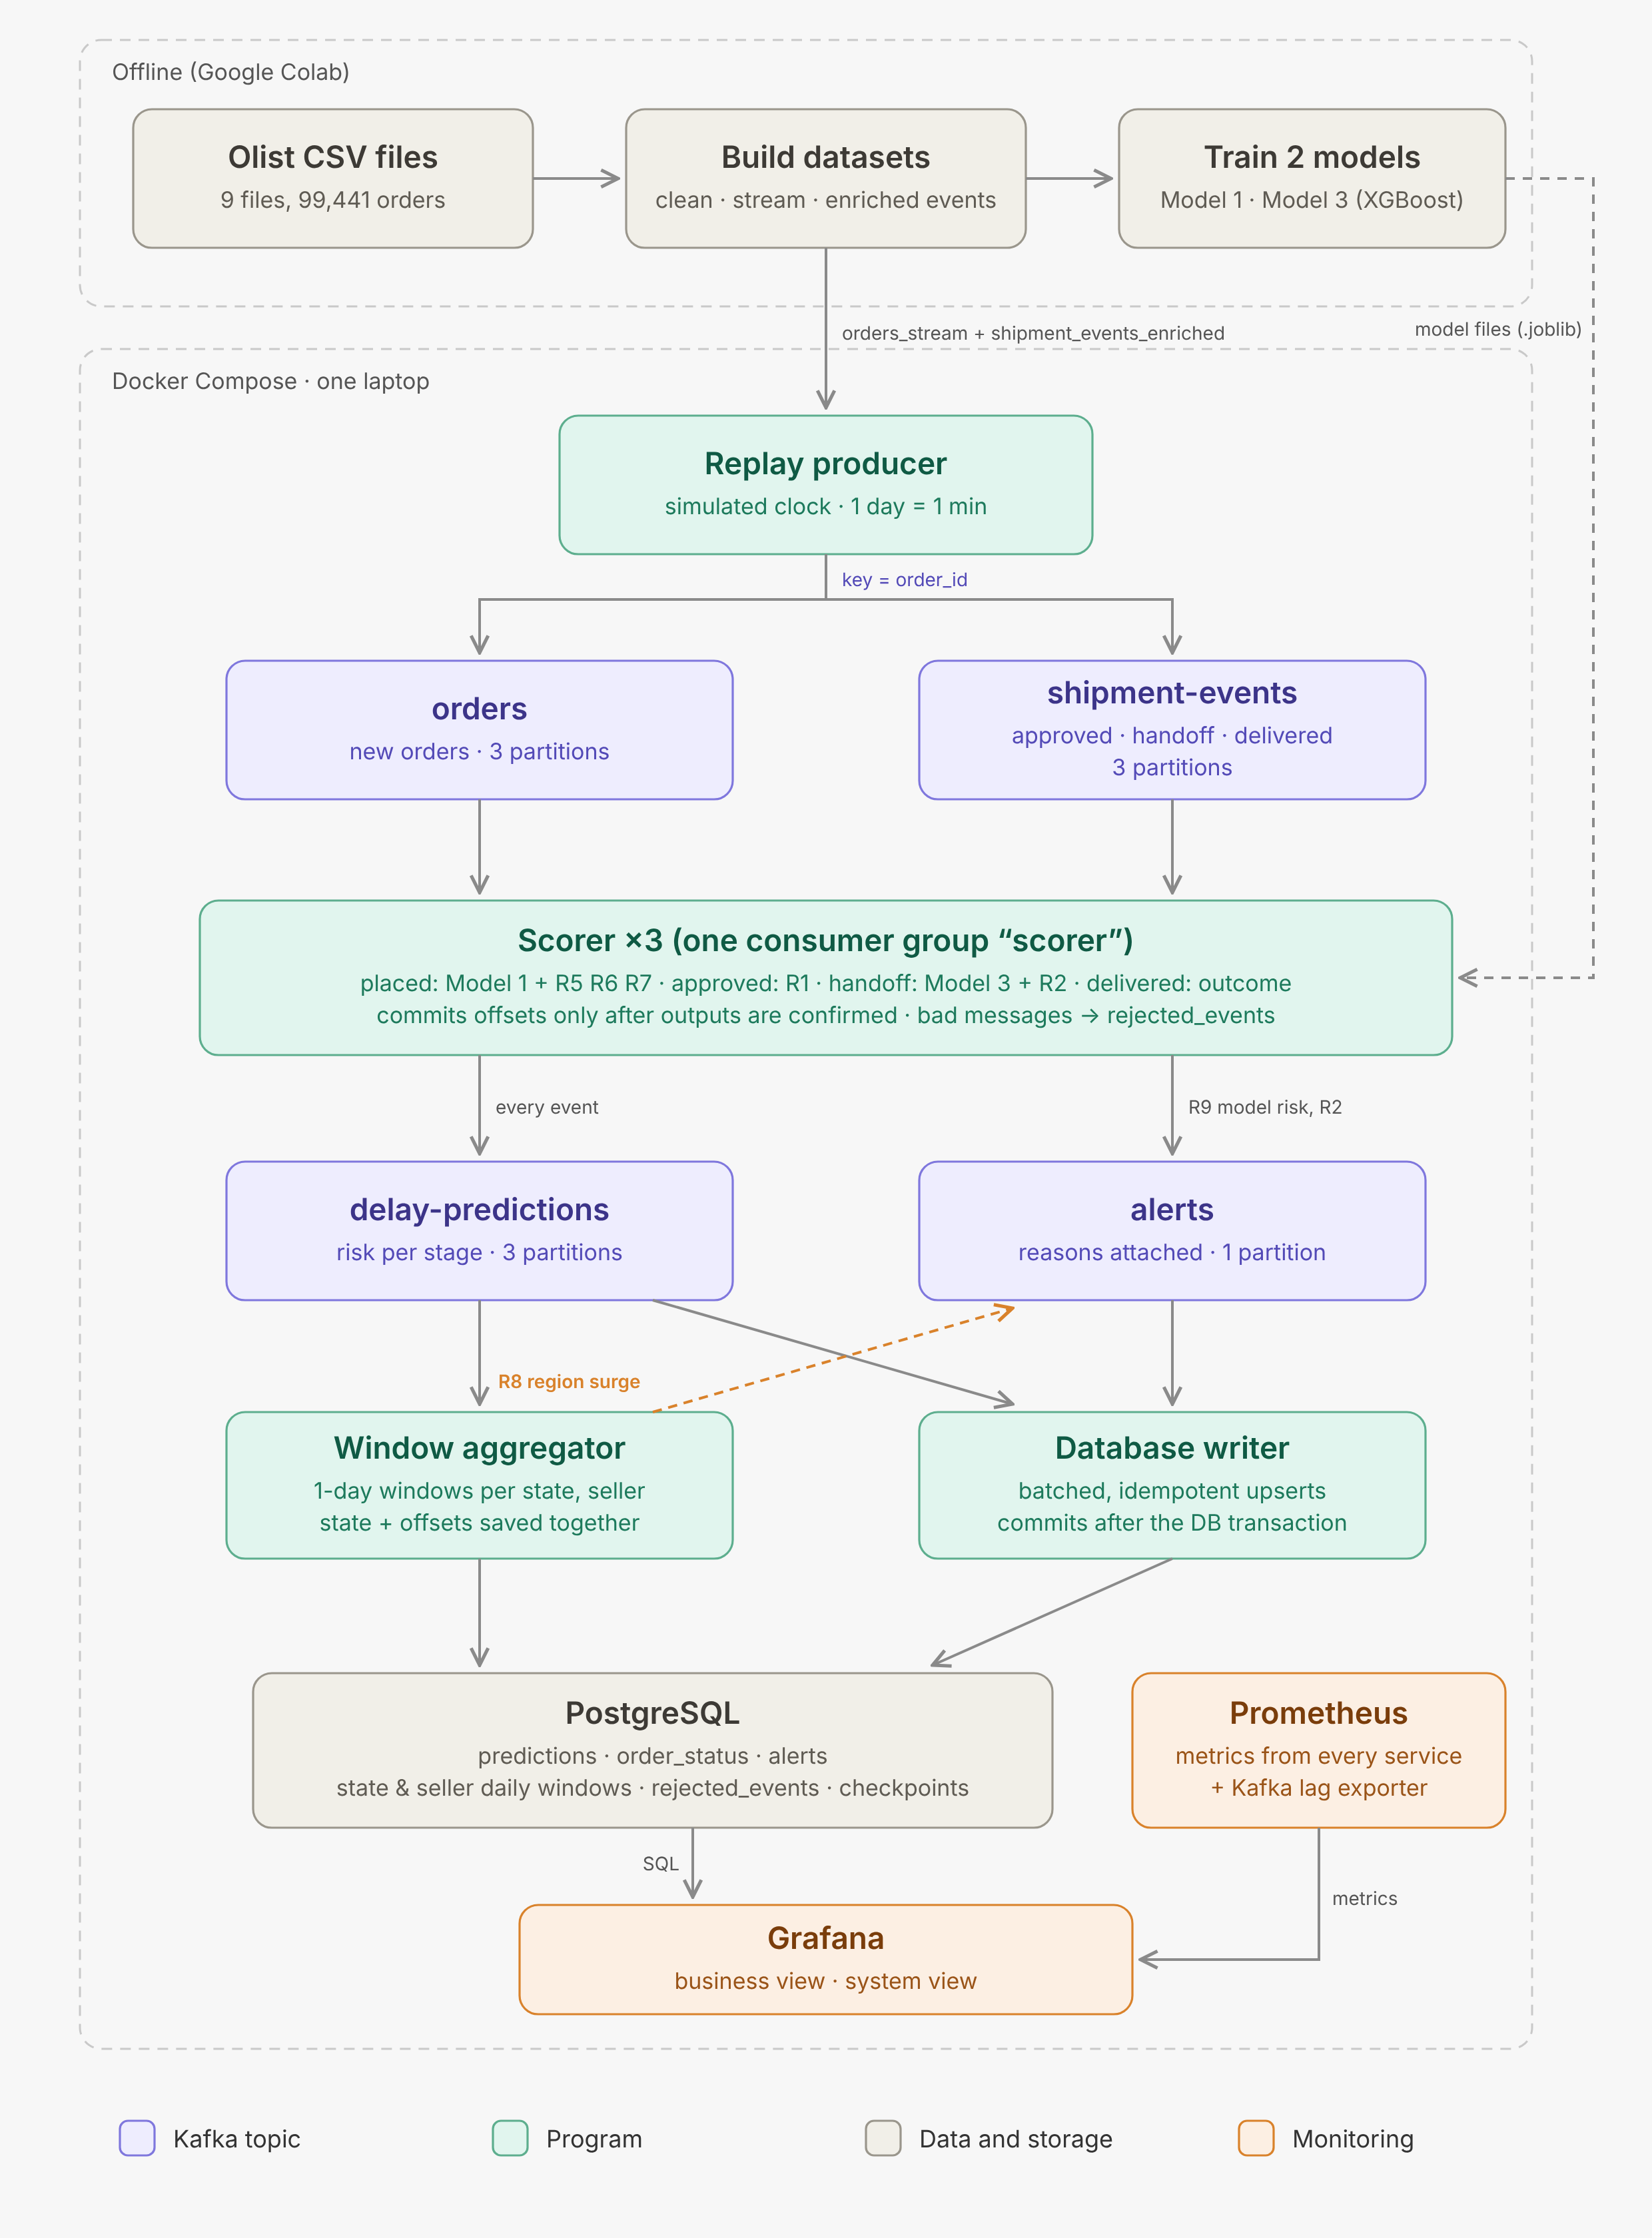 Offline (Google Colab)
Olist CSV files
9 files, 99,441 orders
Build datasets
clean · stream · enriched events
Train 2 models
Model 1 · Model 3 (XGBoost)
orders_stream + shipment_events_enriched
model files (.joblib)
Docker Compose · one laptop
Replay producer
simulated clock · 1 day = 1 min
key = order_id
orders
new orders · 3 partitions
shipment-events
approved · handoff · delivered
3 partitions
Scorer ×3 (one consumer group “scorer”)
placed: Model 1 + R5 R6 R7 · approved: R1 · handoff: Model 3 + R2 · delivered: outcome
commits offsets only after outputs are confirmed · bad messages → rejected_events
every event
R9 model risk, R2
delay-predictions
risk per stage · 3 partitions
alerts
reasons attached · 1 partition
R8 region surge
Window aggregator
1-day windows per state, seller
state + offsets saved together
Database writer
batched, idempotent upserts
commits after the DB transaction
PostgreSQL
predictions · order_status · alerts
state & seller daily windows · rejected_events · checkpoints
Prometheus
metrics from every service
+ Kafka lag exporter
SQL
metrics
Grafana
business view · system view
Kafka topic
Program
Data and storage
Monitoring